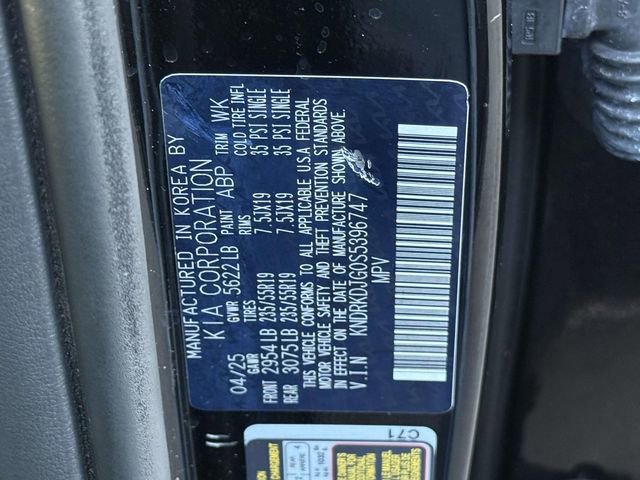 MANUFACTURED IN KOREA BY
KIA CORPORATION
04/25 GVWR 5622LB PAINT ABP TRIM WK
GAWR TIRES RIMS COLD TIRE INFL
FRONT 2954LB 235/55R19 7.5JX19 35 PSI SINGLE
REAR 3075LB 235/55R19 7.5JX19 35 PSI SINGLE
THIS VEHICLE CONFORMS TO ALL APPLICABLE U.S.A FEDERAL
MOTOR VEHICLE SAFETY AND THEFT PREVENTION STANDARDS
IN EFFECT ON THE DATE OF MANUFACTURE SHOWN ABOVE.
V.I.N KNDRKDJG0S5396747
MPV
C71